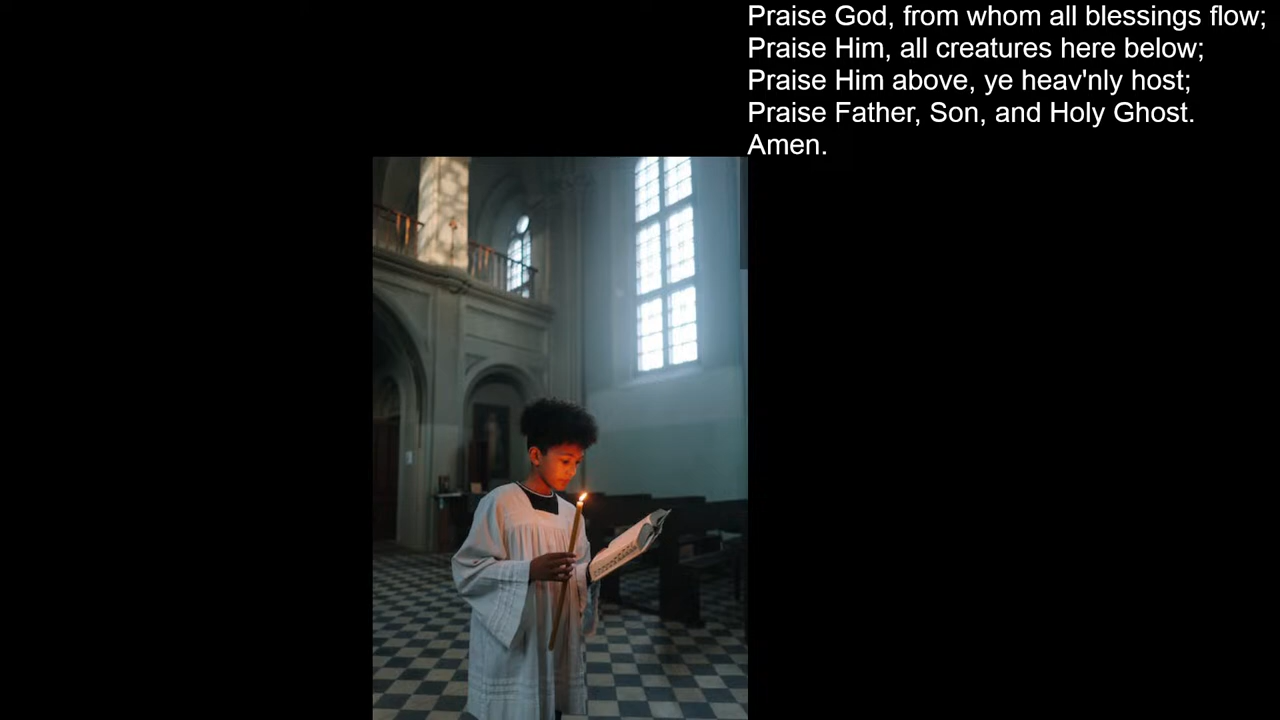 Praise God, from whom all blessings flow;
Praise Him, all creatures here below;
Praise Him above, ye heav'nly host;
Praise Father, Son, and Holy Ghost.
Amen.